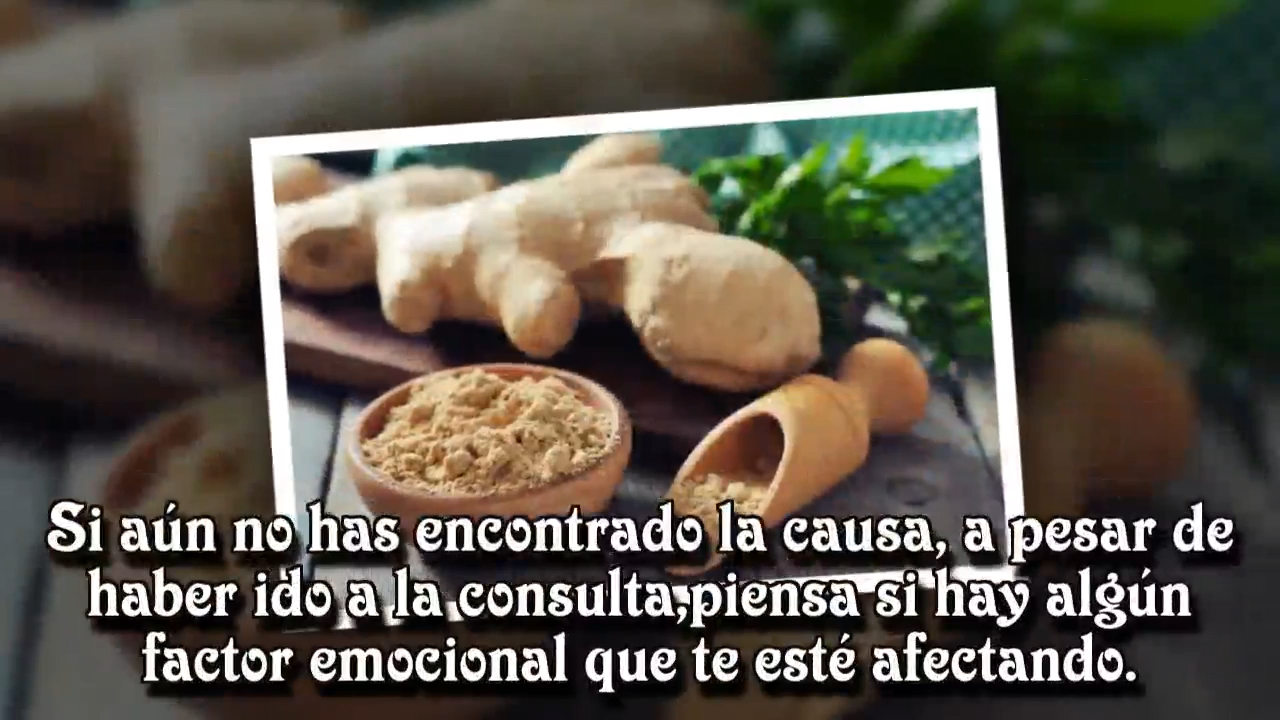 Si aún no has encontrado la causa, a pesar de
haber ido a la consulta,piensa si hay algún
factor emocional que te esté afectando.